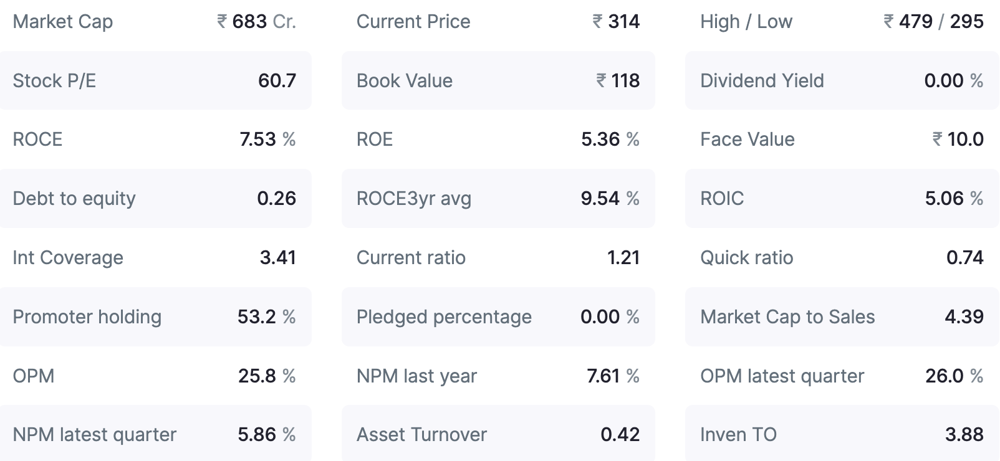 Market Cap ₹ 683 Cr. Current Price ₹ 314 High / Low ₹ 479 / 295
Stock P/E 60.7 Book Value ₹ 118 Dividend Yield 0.00 %
ROCE 7.53 % ROE 5.36 % Face Value ₹ 10.0
Debt to equity 0.26 ROCE3yr avg 9.54 % ROIC 5.06 %
Int Coverage 3.41 Current ratio 1.21 Quick ratio 0.74
Promoter holding 53.2 % Pledged percentage 0.00 % Market Cap to Sales 4.39
OPM 25.8 % NPM last year 7.61 % OPM latest quarter 26.0 %
NPM latest quarter 5.86 % Asset Turnover 0.42 Inven TO 3.88